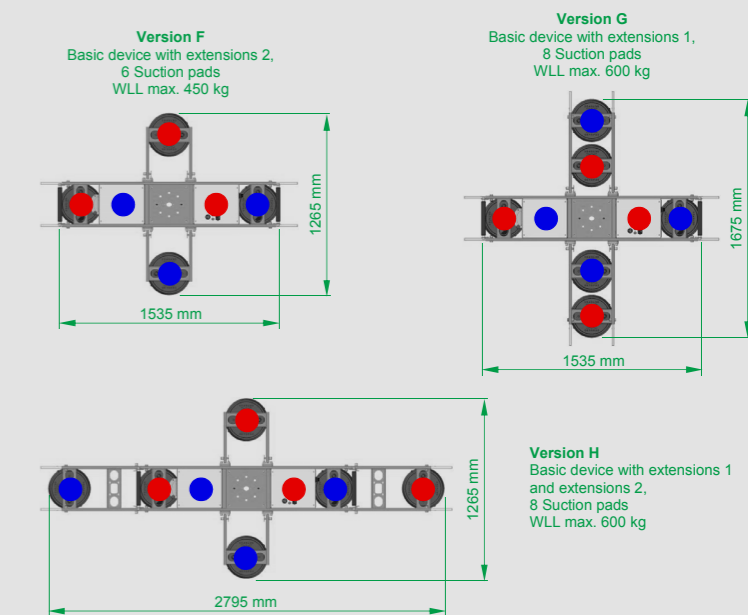 Version F
Basic device with extensions 2,
6 Suction pads
WLL max. 450 kg
1265 mm
1535 mm
Version G
Basic device with extensions 1,
8 Suction pads
WLL max. 600 kg
1675 mm
1535 mm
Version H
Basic device with extensions 1
and extensions 2,
8 Suction pads
WLL max. 600 kg
1265 mm
2795 mm